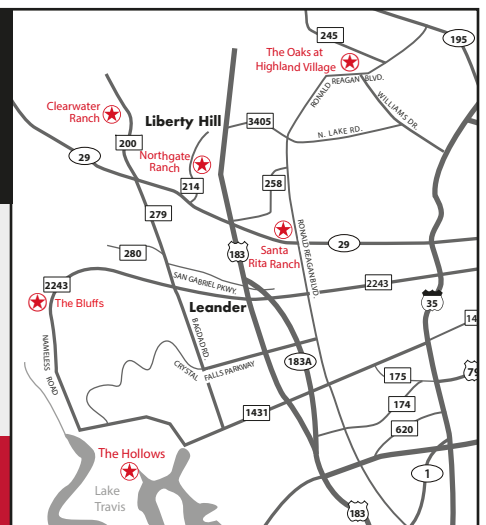 245
195
The Oaks at
Highland Village
RONALD REAGAN BLVD.
WILLIAMS DR.
Clearwater
Ranch
Liberty Hill
3405
N. LAKE RD.
200
29
Northgate
Ranch
214
258
279
Santa
Rita Ranch
RONALD REAGAN BLVD.
29
280
183
2243
SAN GABRIEL PKWY.
2243
The Bluffs
Leander
35
BAGDAD RD.
14
NAMELESS ROAD
CRYSTAL FALLS PARKWAY
183A
175
79
174
1431
620
The Hollows
1
Lake
Travis
183